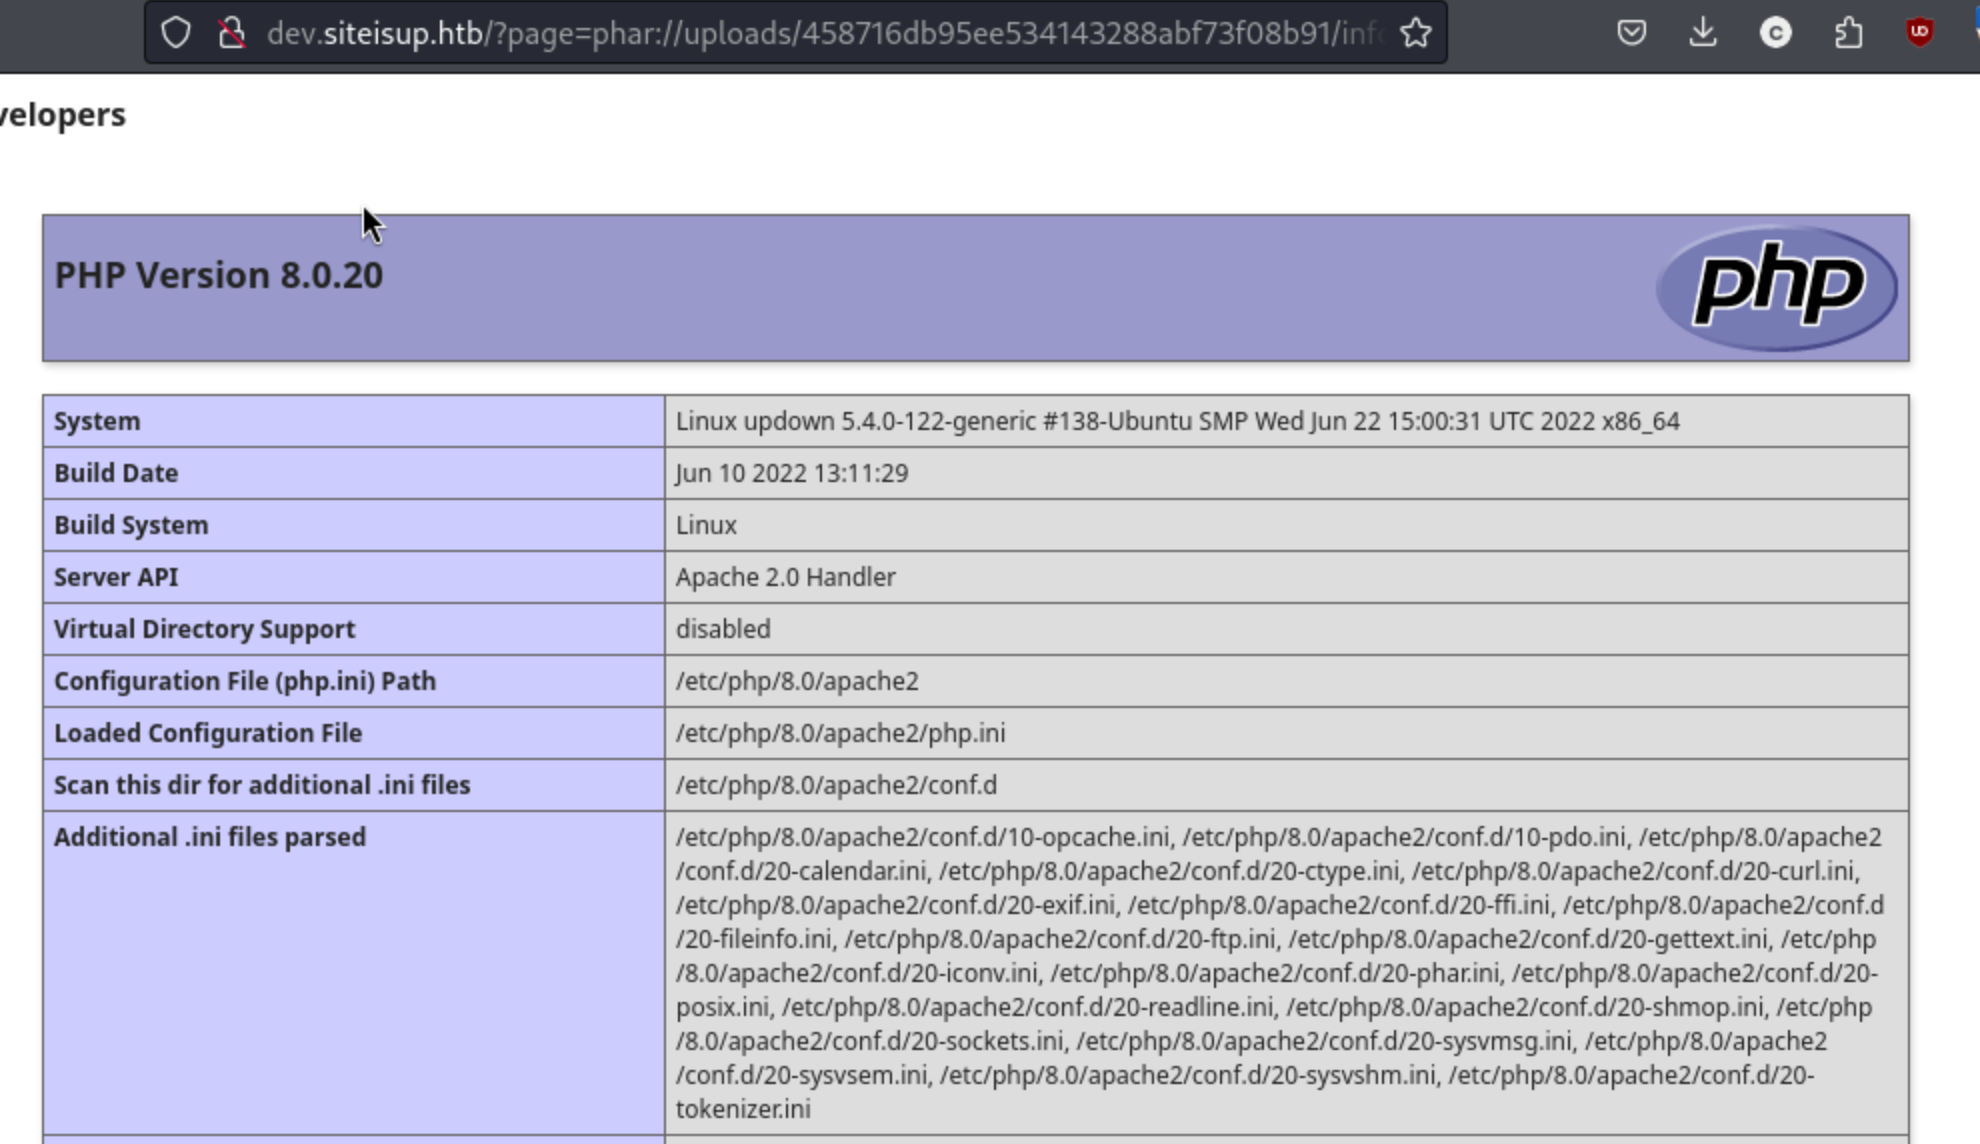 dev.siteisup.htb/?page=phar://uploads/458716db95ee534143288abf73f08b91/info
velopers
PHP Version 8.0.20
php
System Linux updown 5.4.0-122-generic #138-Ubuntu SMP Wed Jun 22 15:00:31 UTC 2022 x86_64
Build Date Jun 10 2022 13:11:29
Build System Linux
Server API Apache 2.0 Handler
Virtual Directory Support disabled
Configuration File (php.ini) Path /etc/php/8.0/apache2
Loaded Configuration File /etc/php/8.0/apache2/php.ini
Scan this dir for additional .ini files /etc/php/8.0/apache2/conf.d
Additional .ini files parsed /etc/php/8.0/apache2/conf.d/10-opcache.ini, /etc/php/8.0/apache2/conf.d/10-pdo.ini, /etc/php/8.0/apache2
/conf.d/20-calendar.ini, /etc/php/8.0/apache2/conf.d/20-ctype.ini, /etc/php/8.0/apache2/conf.d/20-curl.ini,
/etc/php/8.0/apache2/conf.d/20-exif.ini, /etc/php/8.0/apache2/conf.d/20-ffi.ini, /etc/php/8.0/apache2/conf.d
/20-fileinfo.ini, /etc/php/8.0/apache2/conf.d/20-ftp.ini, /etc/php/8.0/apache2/conf.d/20-gettext.ini, /etc/php
/8.0/apache2/conf.d/20-iconv.ini, /etc/php/8.0/apache2/conf.d/20-phar.ini, /etc/php/8.0/apache2/conf.d/20-
posix.ini, /etc/php/8.0/apache2/conf.d/20-readline.ini, /etc/php/8.0/apache2/conf.d/20-shmop.ini, /etc/php
/8.0/apache2/conf.d/20-sockets.ini, /etc/php/8.0/apache2/conf.d/20-sysvmsg.ini, /etc/php/8.0/apache2
/conf.d/20-sysvsem.ini, /etc/php/8.0/apache2/conf.d/20-sysvshm.ini, /etc/php/8.0/apache2/conf.d/20-
tokenizer.ini